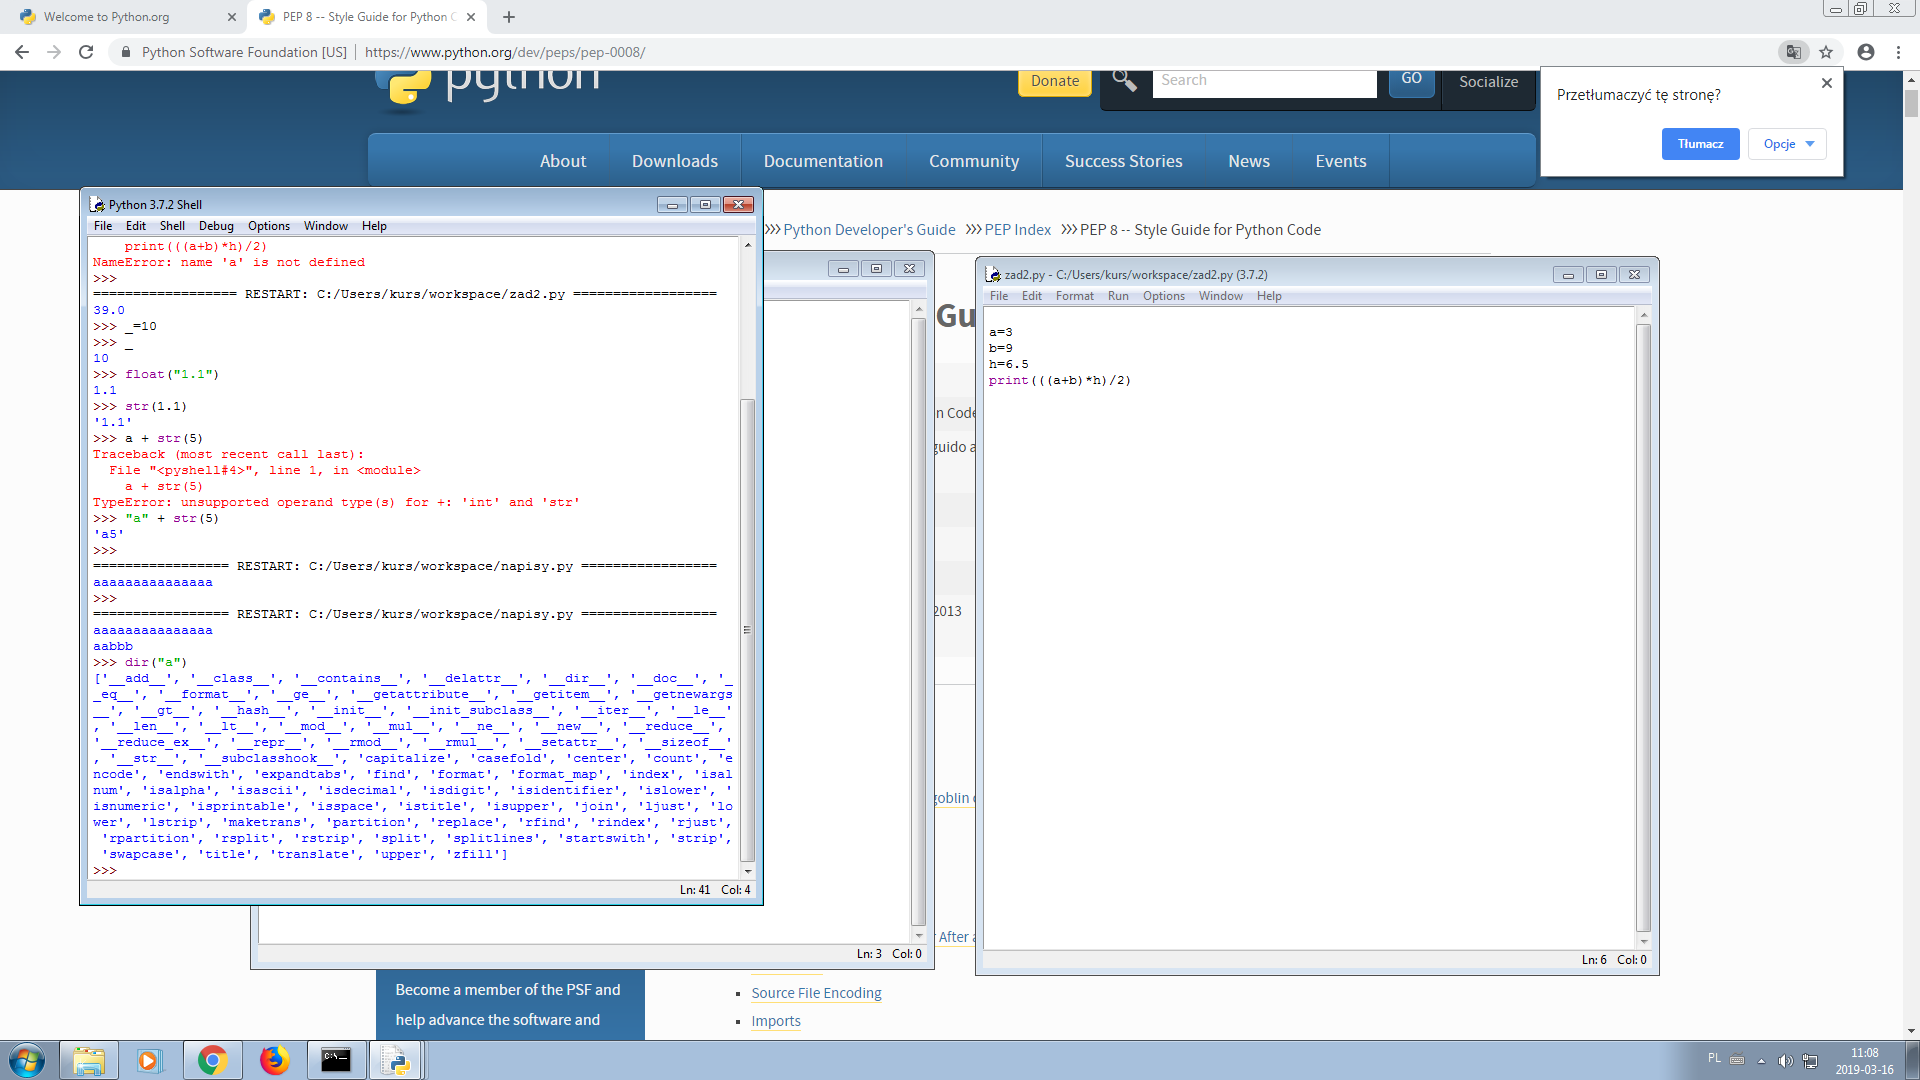 Welcome to Python.org
PEP 8 -- Style Guide for Python C
Python Software Foundation [US] | https://www.python.org/dev/peps/pep-0008/
python
Donate
Search
GO
Socialize
Przetłumaczyć tę stronę?
Tłumacz
Opcje
About
Downloads
Documentation
Community
Success Stories
News
Events
>>> Python Developer's Guide >>> PEP Index >>> PEP 8 -- Style Guide for Python Code
Python 3.7.2 Shell
File Edit Shell Debug Options Window Help
    print(((a+b)*h)/2)
NameError: name 'a' is not defined
>>>
================== RESTART: C:/Users/kurs/workspace/zad2.py ==================
39.0
>>> _=10
>>> _
10
>>> float("1.1")
1.1
>>> str(1.1)
'1.1'
>>> a + str(5)
Traceback (most recent call last):
  File "<pyshell#4>", line 1, in <module>
    a + str(5)
TypeError: unsupported operand type(s) for +: 'int' and 'str'
>>> "a" + str(5)
'a5'
>>>
================= RESTART: C:/Users/kurs/workspace/napisy.py =================
aaaaaaaaaaaaaaa
>>>
================= RESTART: C:/Users/kurs/workspace/napisy.py =================
aaaaaaaaaaaaaaa
aabbb
>>> dir("a")
['__add__', '__class__', '__contains__', '__delattr__', '__dir__', '__doc__', '_
_eq__', '__format__', '__ge__', '__getattribute__', '__getitem__', '__getnewargs
__', '__gt__', '__hash__', '__init__', '__init_subclass__', '__iter__', '__le__'
, '__len__', '__lt__', '__mod__', '__mul__', '__ne__', '__new__', '__reduce__',
'__reduce_ex__', '__repr__', '__rmod__', '__rmul__', '__setattr__', '__sizeof__'
, '__str__', '__subclasshook__', 'capitalize', 'casefold', 'center', 'count', 'e
ncode', 'endswith', 'expandtabs', 'find', 'format', 'format_map', 'index', 'isal
num', 'isalpha', 'isascii', 'isdecimal', 'isdigit', 'isidentifier', 'islower', '
isnumeric', 'isprintable', 'isspace', 'istitle', 'isupper', 'join', 'ljust', 'lo
wer', 'lstrip', 'maketrans', 'partition', 'replace', 'rfind', 'rindex', 'rjust',
 'rpartition', 'rsplit', 'rstrip', 'split', 'splitlines', 'startswith', 'strip',
 'swapcase', 'title', 'translate', 'upper', 'zfill']
>>>
Ln: 41 Col: 4
Gu
n Code
guido a
2013
goblin c
r After a
Ln: 3 Col: 0
zad2.py - C:/Users/kurs/workspace/zad2.py (3.7.2)
File Edit Format Run Options Window Help
a=3
b=9
h=6.5
print(((a+b)*h)/2)
Ln: 6 Col: 0
Become a member of the PSF and
help advance the software and
Source File Encoding
Imports
C:\_
PL
11:08
2019-03-16